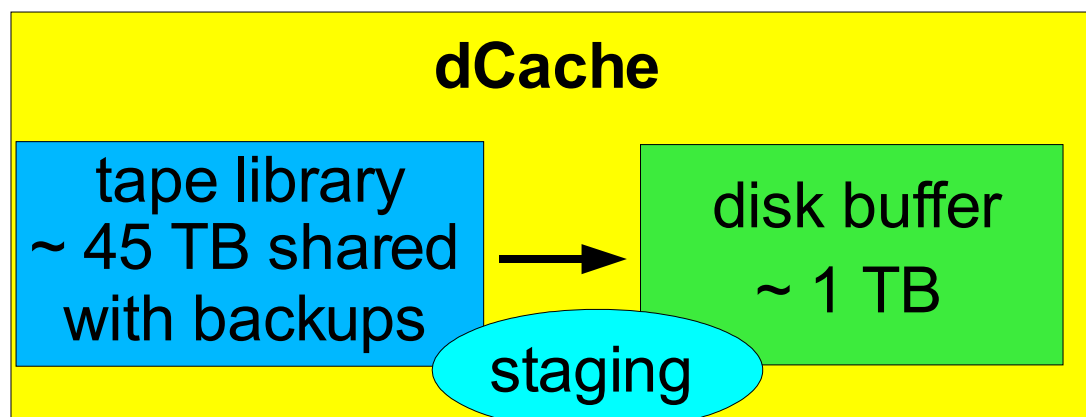 dCache
tape library
~ 45 TB shared
with backups
disk buffer
~ 1 TB
staging